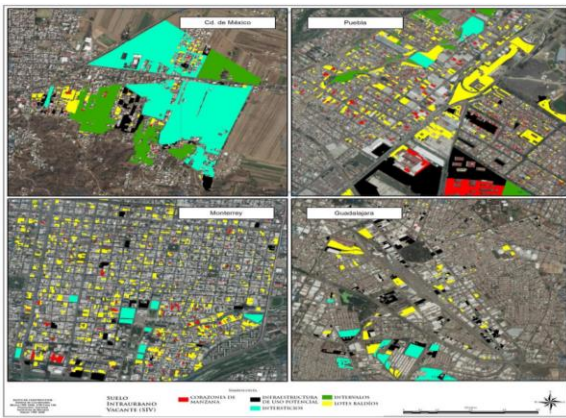 Cd. de México
Puebla
Monterrey
Guadalajara
SUELO
INTRAURBANO
VACANTE (SIV)
CORAZONES DE
MANZANA
INFRAESTRUCTURA
DE USO POTENCIAL
INTERSTICIOS
INTERVALOS
LOTES BALDÍOS